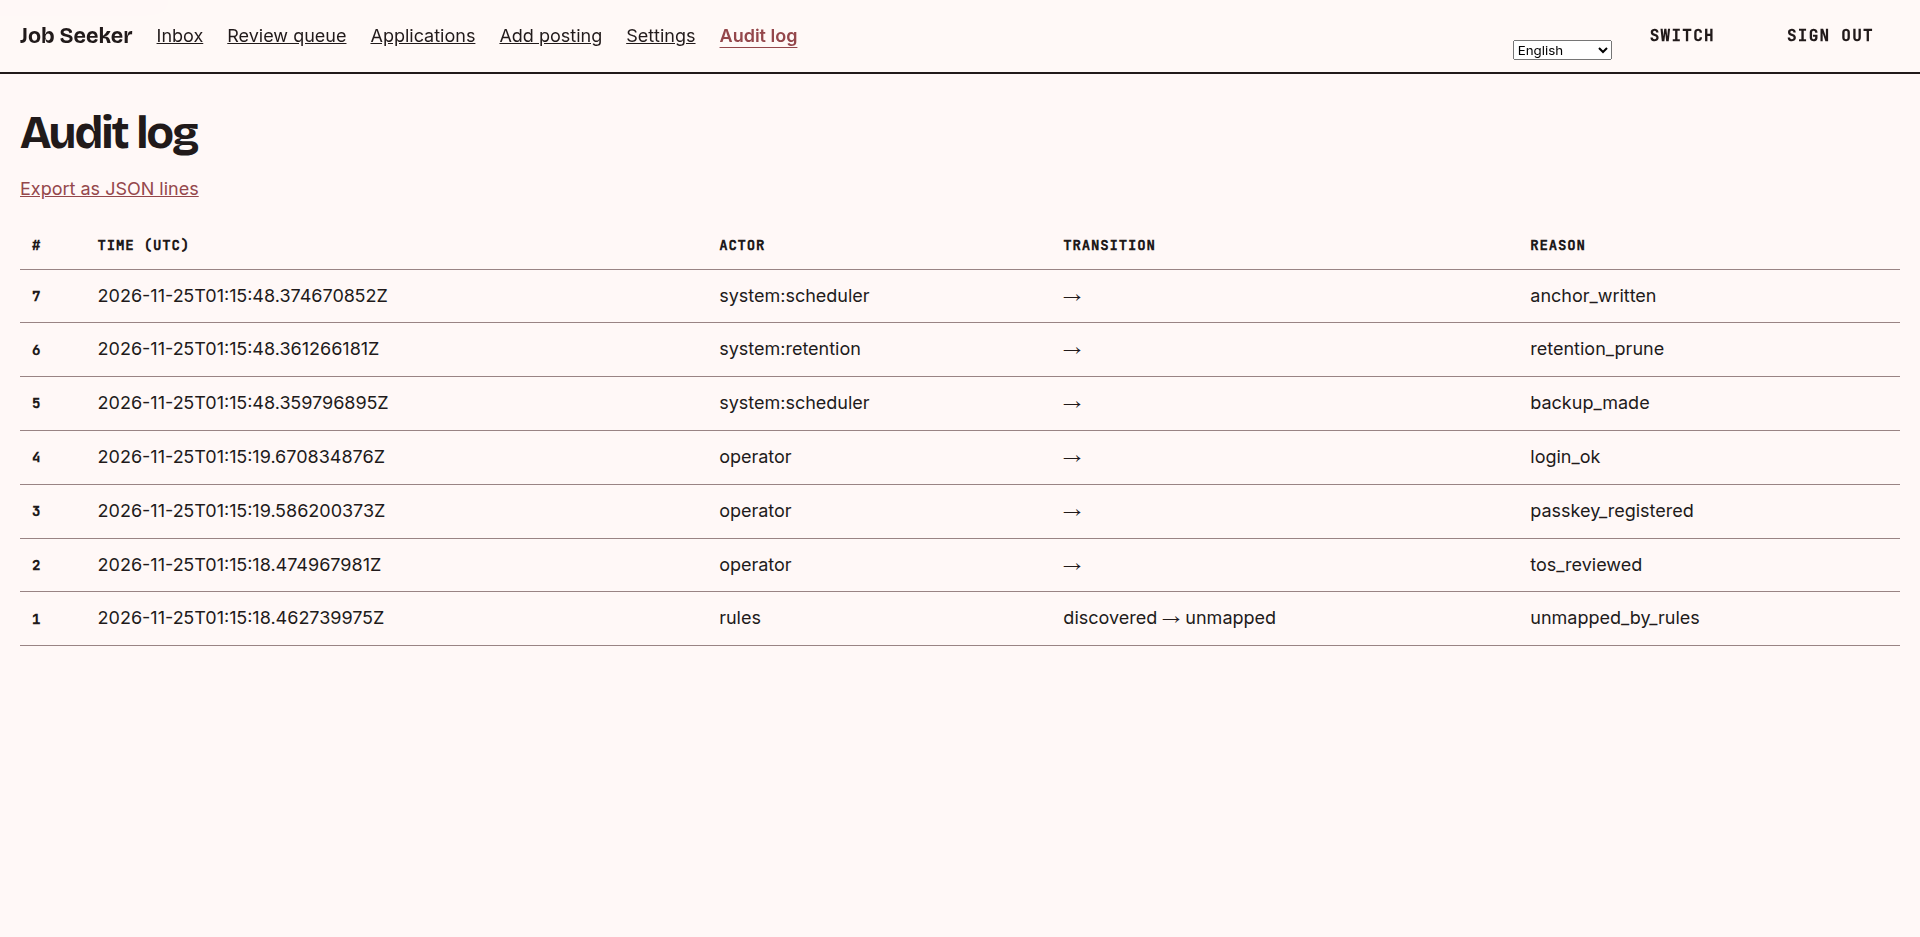 Job Seeker Inbox Review queue Applications Add posting Settings Audit log English SWITCH SIGN OUT
Audit log
Export as JSON lines
# TIME (UTC) ACTOR TRANSITION REASON
7 2026-11-25T01:15:48.374670852Z system:scheduler → anchor_written
6 2026-11-25T01:15:48.361266181Z system:retention → retention_prune
5 2026-11-25T01:15:48.359796895Z system:scheduler → backup_made
4 2026-11-25T01:15:19.670834876Z operator → login_ok
3 2026-11-25T01:15:19.586200373Z operator → passkey_registered
2 2026-11-25T01:15:18.474967981Z operator → tos_reviewed
1 2026-11-25T01:15:18.462739975Z rules discovered → unmapped unmapped_by_rules